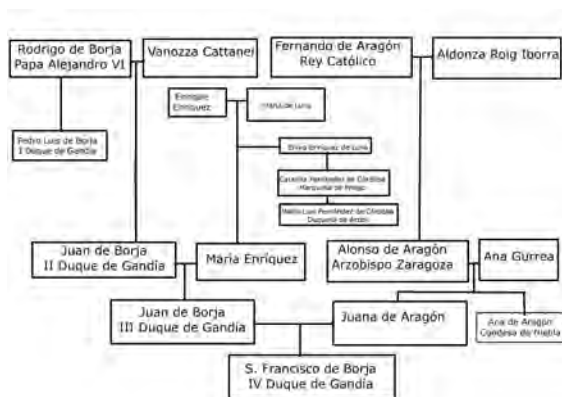 Rodrigo de Borja
Papa Alejandro VI
Vanozza Cattanei
Fernando de Aragón
Rey Católico
Aldonza Roig Iborra
Enrique
Enríquez
María de Luna
Pedro Luis de Borja
I Duque de Gandía
Elvira Enríquez de Luna
Catalina Fernández de Córdoba
Marquesa de Priego
María Luis Fernández de Córdoba
Duquesa de
Juan de Borja
II Duque de Gandía
María Enríquez
Alonso de Aragón
Arzobispo Zaragoza
Ana Gurrea
Juan de Borja
III Duque de Gandía
Juana de Aragón
Ana de Aragón
Condesa de Niebla
S. Francisco de Borja
IV Duque de Gandía